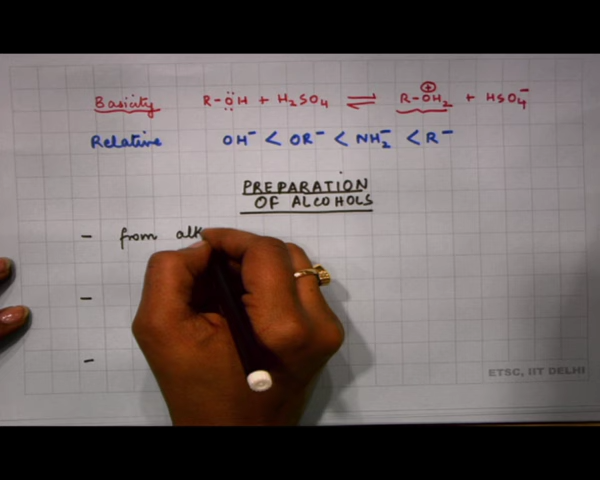 Basicity R-ÖH + H₂SO₄ ⇌ R-OH₂⊕ + HSO₄⁻
Relative OH⁻ < OR⁻ < NH₂⁻ < R⁻
PREPARATION
OF ALCOHOLS
- from alk
-
-
ETSC, IIT DELHI